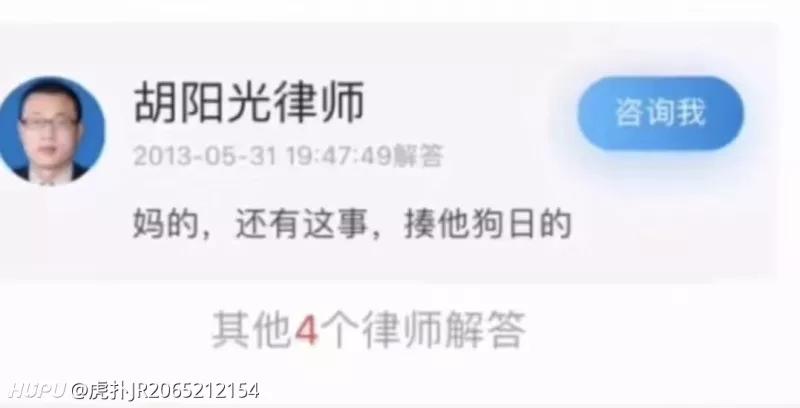 胡阳光律师
咨询我
2013-05-31 19:47:49解答
妈的，还有这事，揍他狗日的
其他4个律师解答
HUPU @虎扑JR2065212154